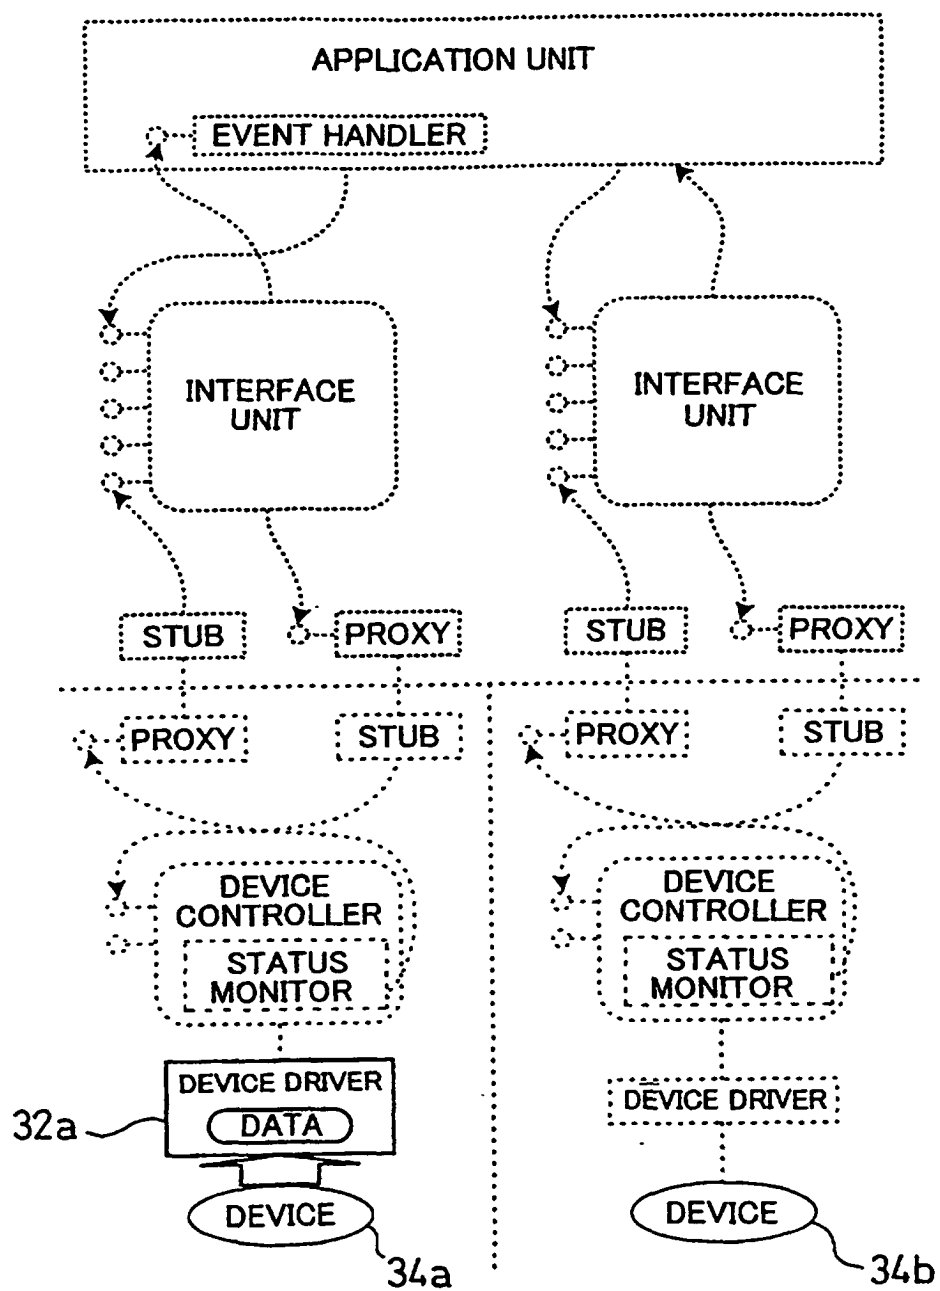 APPLICATION UNIT
EVENT HANDLER
INTERFACE
UNIT
INTERFACE
UNIT
STUB
PROXY
STUB
PROXY
PROXY
STUB
PROXY
STUB
DEVICE
CONTROLLER
STATUS
MONITOR
DEVICE
CONTROLLER
STATUS
MONITOR
DEVICE DRIVER
DATA
32a
DEVICE DRIVER
DEVICE
34a
DEVICE
34b